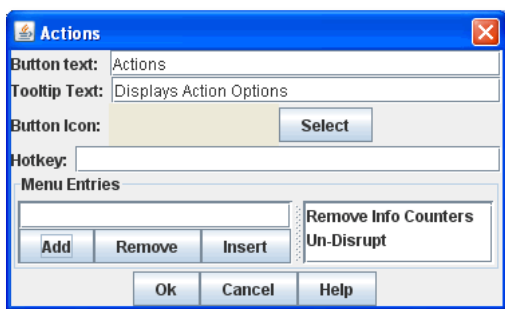 Actions
Button text: Actions
Tooltip Text: Displays Action Options
Button Icon: Select
Hotkey:
Menu Entries
Remove Info Counters
Un-Disrupt
Add Remove Insert
Ok Cancel Help